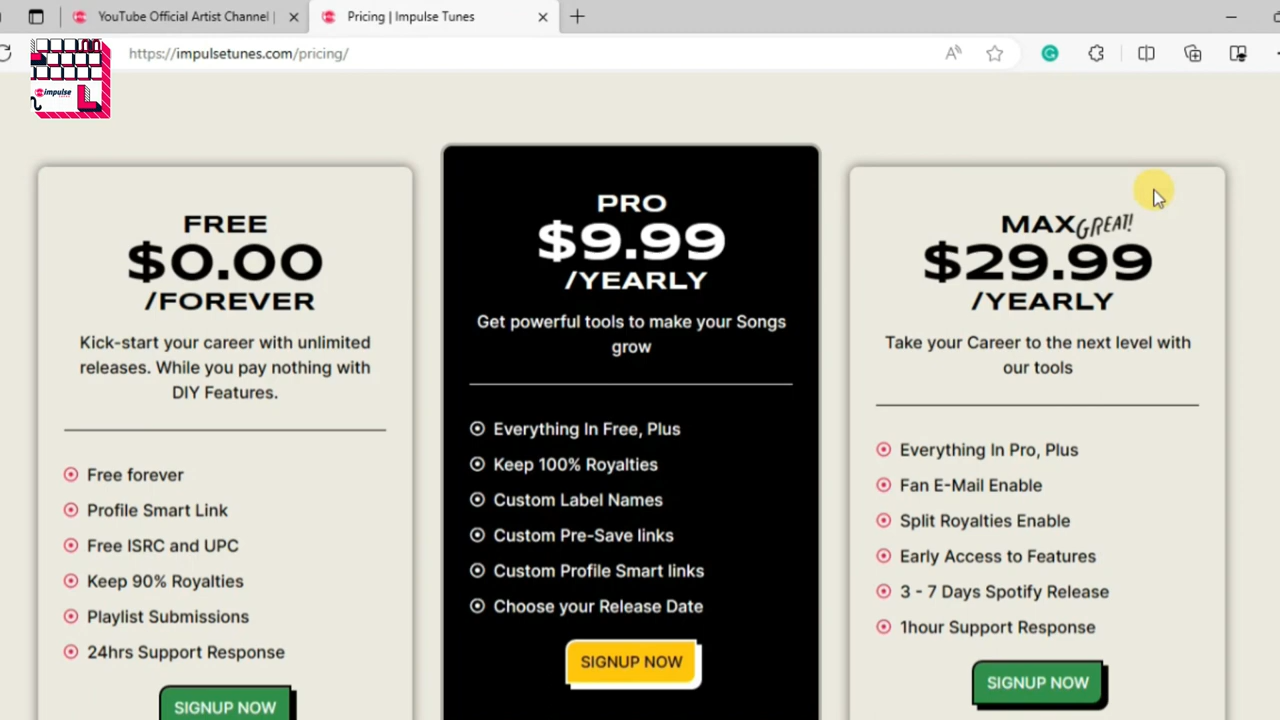 YouTube Official Artist Channel
Pricing | Impulse Tunes
https://impulsetunes.com/pricing/
impulse
FREE
$0.00
/FOREVER
Kick-start your career with unlimited
releases. While you pay nothing with
DIY Features.
Free forever
Profile Smart Link
Free ISRC and UPC
Keep 90% Royalties
Playlist Submissions
24hrs Support Response
SIGNUP NOW
PRO
$9.99
/YEARLY
Get powerful tools to make your Songs
grow
Everything In Free, Plus
Keep 100% Royalties
Custom Label Names
Custom Pre-Save links
Custom Profile Smart links
Choose your Release Date
SIGNUP NOW
MAX GREAT!
$29.99
/YEARLY
Take your Career to the next level with
our tools
Everything In Pro, Plus
Fan E-Mail Enable
Split Royalties Enable
Early Access to Features
3 - 7 Days Spotify Release
1hour Support Response
SIGNUP NOW